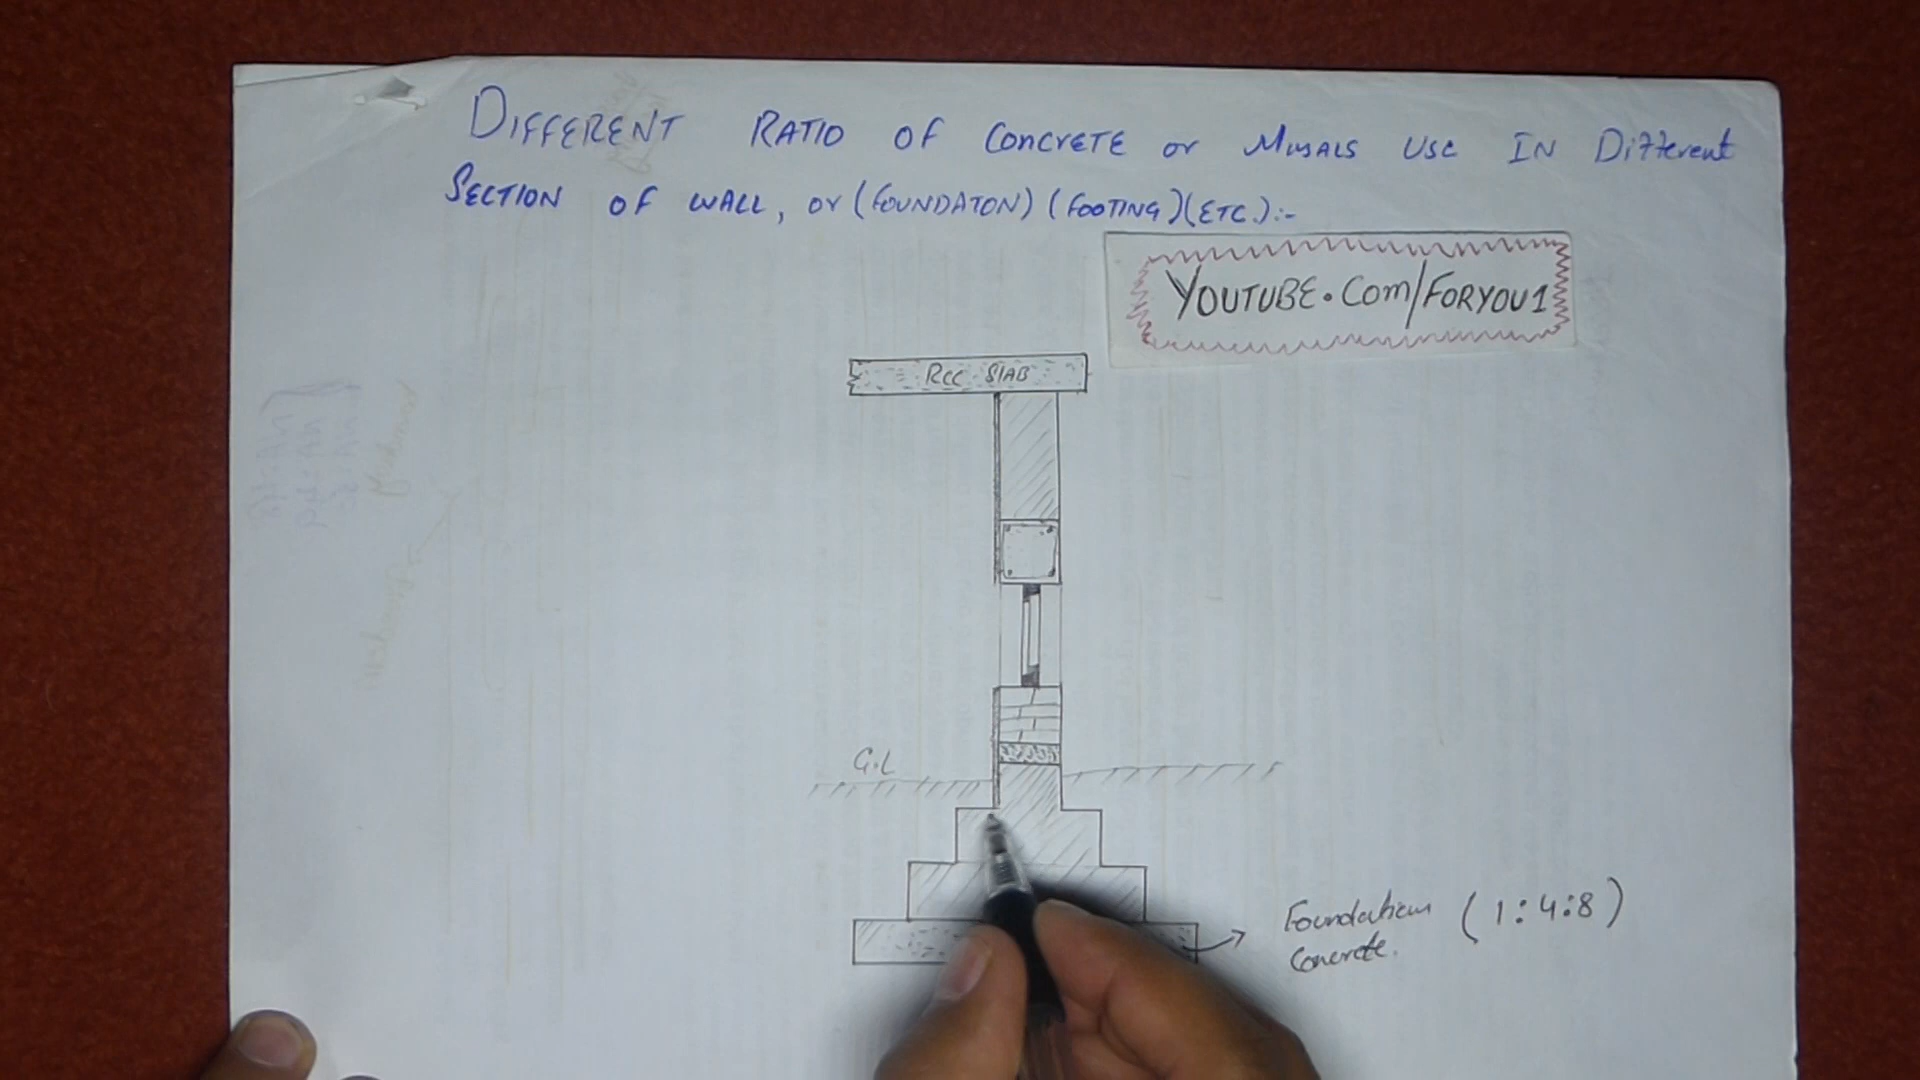 DIFFERENT RATIO OF CONCRETE or MUSALS USE IN Different
SECTION OF WALL, or (FOUNDATON) (FOOTING)(ETC.):-
YOUTUBE.Com/FORYOU1
RCC SLAB
G.L
Foundation (1:4:8)
Concrete.